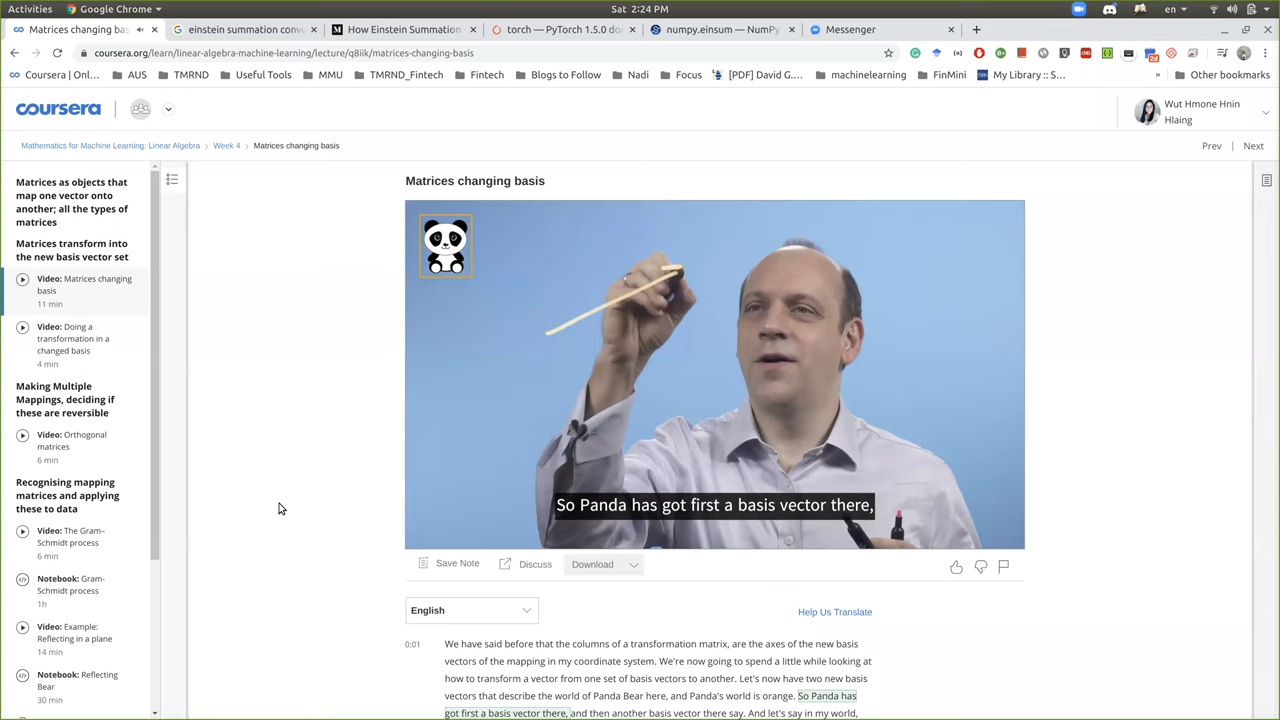 Activities
Google Chrome
Sat 2:24 PM
en
Matrices changing bas
einstein summation conv
How Einstein Summation
torch — PyTorch 1.5.0 do
numpy.einsum — NumPy
Messenger
coursera.org/learn/linear-algebra-machine-learning/lecture/q8iik/matrices-changing-basis
Coursera | Onl…
AUS
TMRND
Useful Tools
MMU
TMRND_Fintech
Fintech
Blogs to Follow
Nadi
Focus
[PDF] David G.…
machinelearning
FinMini
My Library :: S…
»
Other bookmarks
coursera
Wut Hmone Hnin
Hlaing
Mathematics for Machine Learning: Linear Algebra > Week 4 > Matrices changing basis
Prev | Next
Matrices as objects that
map one vector onto
another; all the types of
matrices
Matrices transform into
the new basis vector set
Video: Matrices changing
basis
11 min
Video: Doing a
transformation in a
changed basis
4 min
Making Multiple
Mappings, deciding if
these are reversible
Video: Orthogonal
matrices
6 min
Recognising mapping
matrices and applying
these to data
Video: The Gram–
Schmidt process
6 min
Notebook: Gram-
Schmidt process
1h
Video: Example:
Reflecting in a plane
14 min
Notebook: Reflecting
Bear
30 min
Matrices changing basis
So Panda has got first a basis vector there,
Save Note
Discuss
Download
English
Help Us Translate
0:01
We have said before that the columns of a transformation matrix, are the axes of the new basis
vectors of the mapping in my coordinate system. We're now going to spend a little while looking at
how to transform a vector from one set of basis vectors to another. Let's now have two new basis
vectors that describe the world of Panda Bear here, and Panda's world is orange. So Panda has
got first a basis vector there, and then another basis vector there say. And let's say in my world,